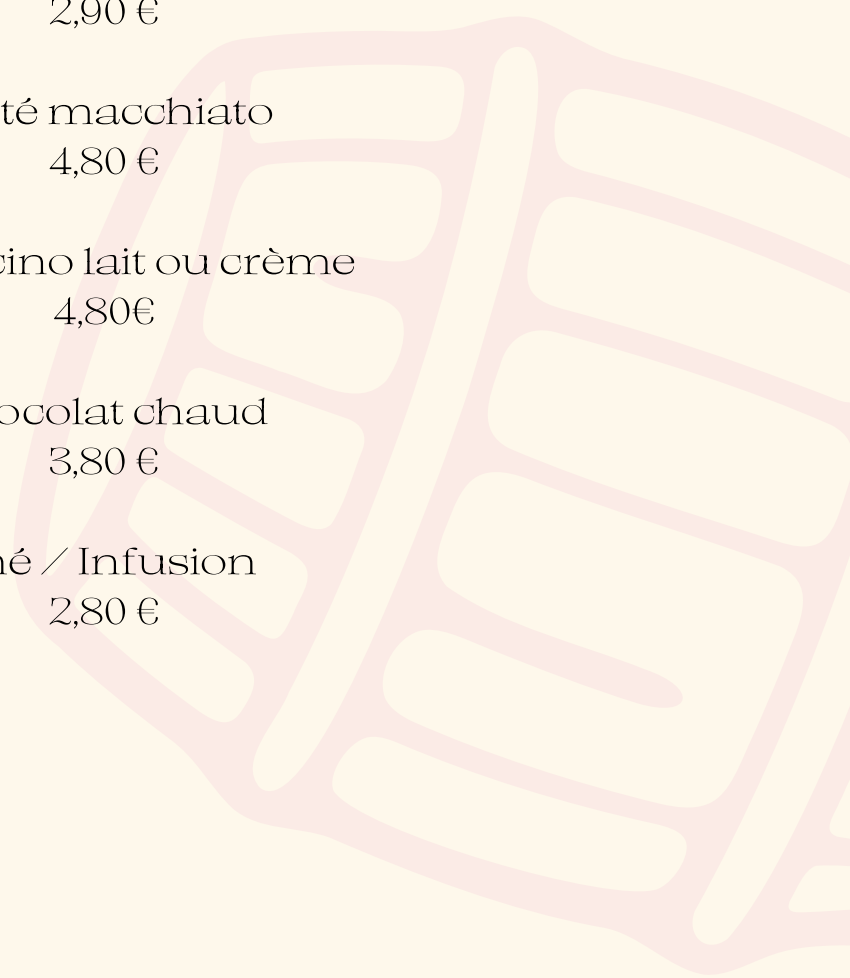 2,90 €
té macchiato
4,80 €
cino lait ou crème
4,80€
ocolat chaud
3,80 €
né / Infusion
2,80 €